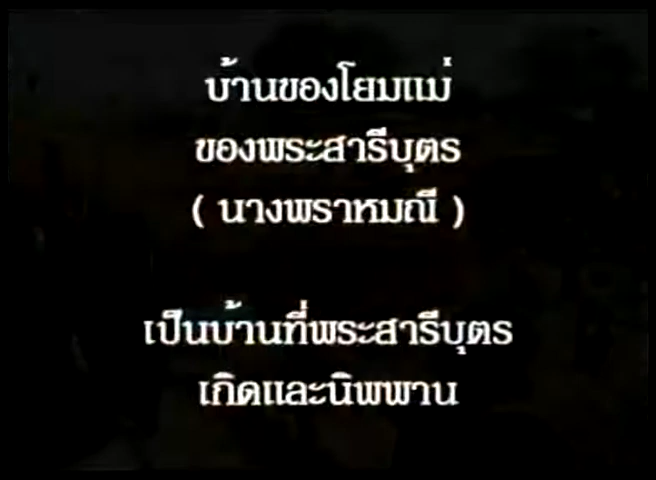 บ้านของโยมแม่
ของพระสารีบุตร
( นางพราหมณี )
เป็นบ้านที่พระสารีบุตร
เกิดและนิพพาน